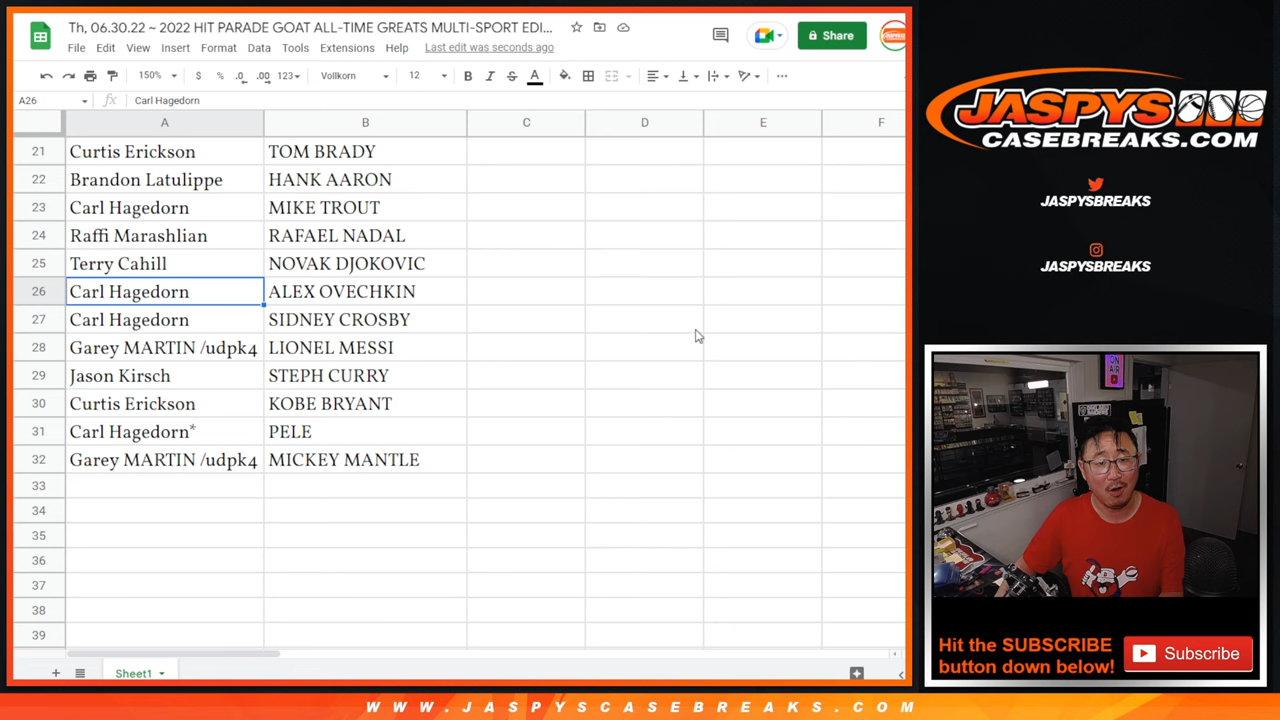 Th, 06.30.22 ~ 2022 HIT PARADE GOAT ALL-TIME GREATS MULTI-SPORT EDI...
Share
File Edit View Insert Format Data Tools Extensions Help Last edit was seconds ago
150% $ % .0 .00 123 Vollkorn 12 B I S A
A26 fx Carl Hagedorn
A B C D E F
21 Curtis Erickson TOM BRADY
22 Brandon Latulippe HANK AARON
23 Carl Hagedorn MIKE TROUT
24 Raffi Marashlian RAFAEL NADAL
25 Terry Cahill NOVAK DJOKOVIC
26 Carl Hagedorn ALEX OVECHKIN
27 Carl Hagedorn SIDNEY CROSBY
28 Garey MARTIN /udpk4 LIONEL MESSI
29 Jason Kirsch STEPH CURRY
30 Curtis Erickson KOBE BRYANT
31 Carl Hagedorn* PELE
32 Garey MARTIN /udpk4 MICKEY MANTLE
33
34
35
36
37
38
39
Sheet1
JASPYS
CASEBREAKS.COM
JASPYSBREAKS
JASPYSBREAKS
ON
AIR
Hit the SUBSCRIBE
button down below!
Subscribe
WWW.JASPYSCASEBREAKS.COM